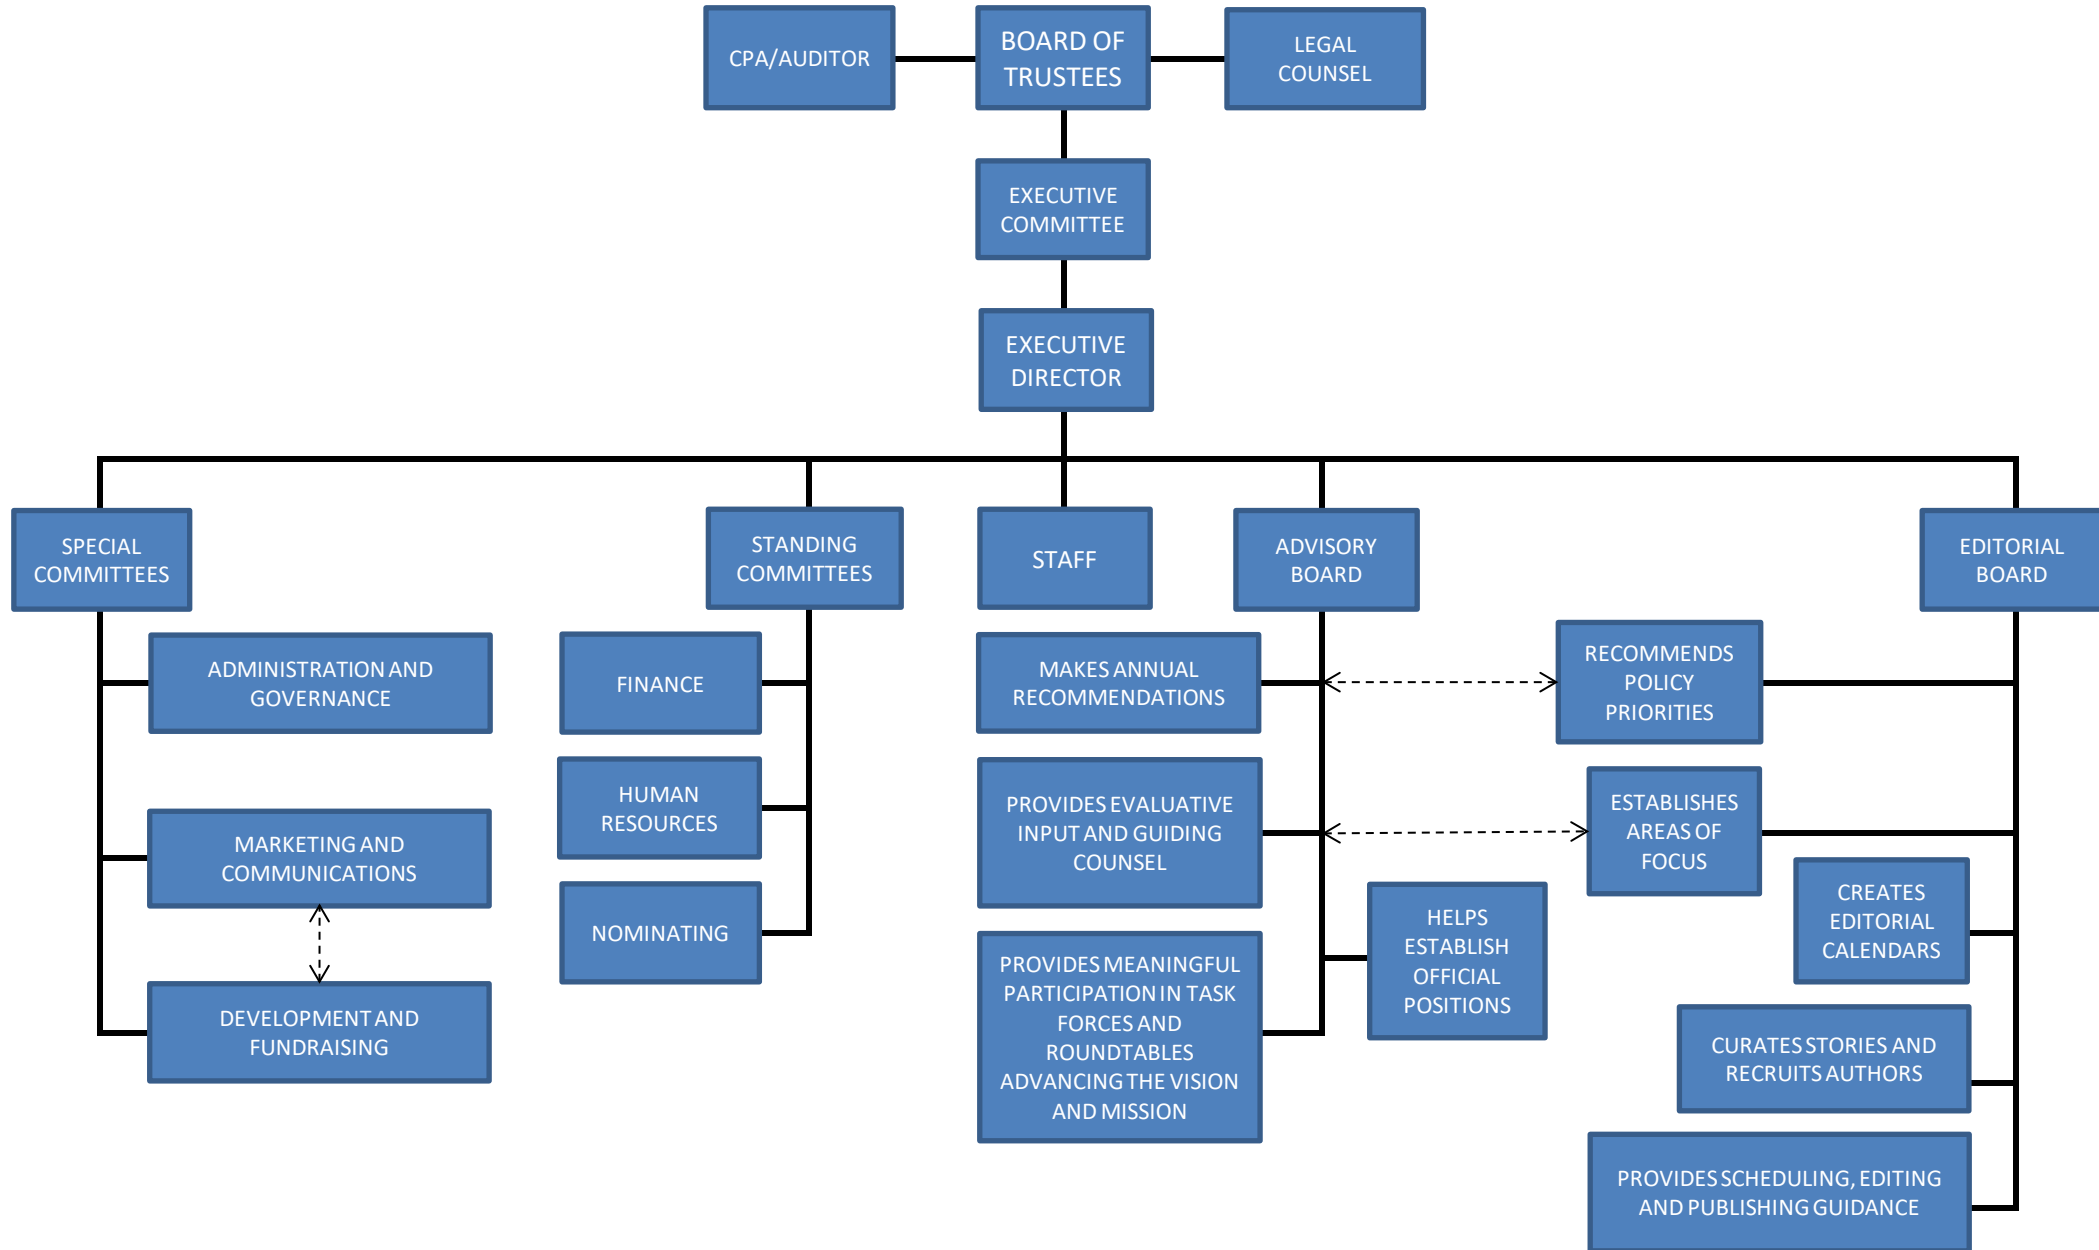 CPA/AUDITOR
BOARD OF
TRUSTEES
LEGAL
COUNSEL
EXECUTIVE
COMMITTEE
EXECUTIVE
DIRECTOR
SPECIAL
COMMITTEES
STANDING
COMMITTEES
STAFF
ADVISORY
BOARD
EDITORIAL
BOARD
ADMINISTRATION AND
GOVERNANCE
MARKETING AND
COMMUNICATIONS
DEVELOPMENT AND
FUNDRAISING
FINANCE
HUMAN
RESOURCES
NOMINATING
MAKES ANNUAL
RECOMMENDATIONS
PROVIDES EVALUATIVE
INPUT AND GUIDING
COUNSEL
PROVIDES MEANINGFUL
PARTICIPATION IN TASK
FORCES AND
ROUNDTABLES
ADVANCING THE VISION
AND MISSION
HELPS
ESTABLISH
OFFICIAL
POSITIONS
RECOMMENDS
POLICY
PRIORITIES
ESTABLISHES
AREAS OF
FOCUS
CREATES
EDITORIAL
CALENDARS
CURATES STORIES AND
RECRUITS AUTHORS
PROVIDES SCHEDULING, EDITING
AND PUBLISHING GUIDANCE